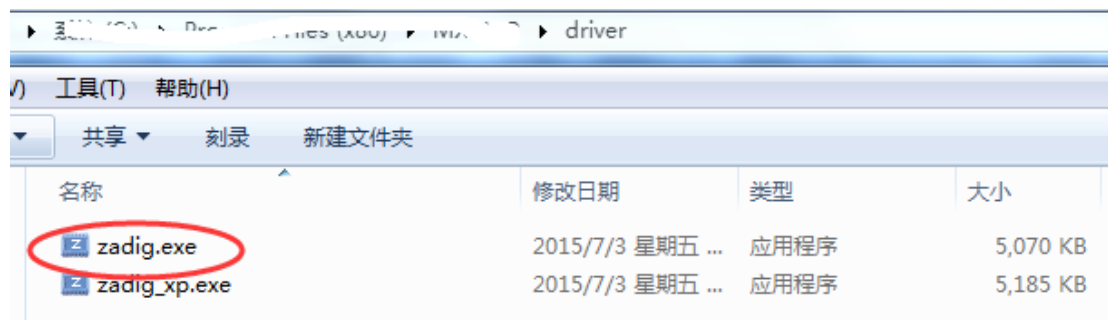 driver
工具(T) 帮助(H)
共享 刻录 新建文件夹
名称 修改日期 类型 大小
zadig.exe 2015/7/3 星期五 ... 应用程序 5,070 KB
zadig_xp.exe 2015/7/3 星期五 ... 应用程序 5,185 KB